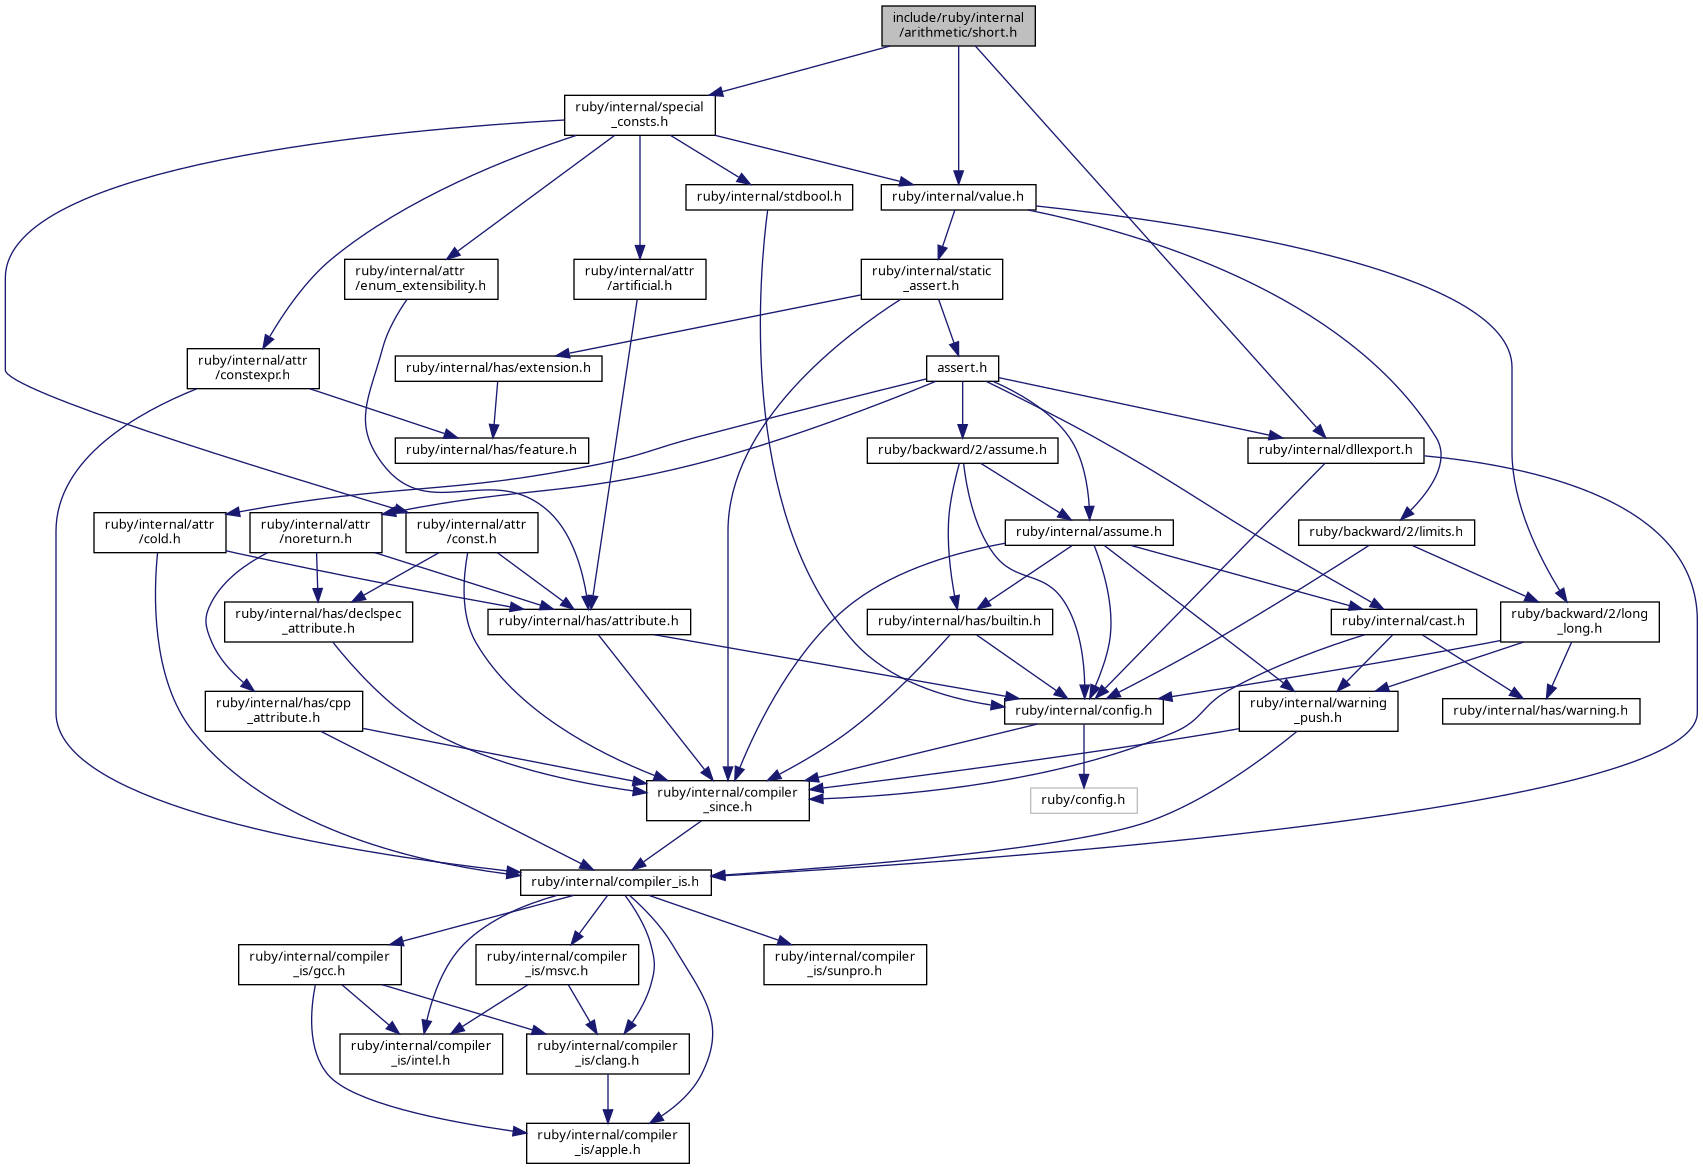 include/ruby/internal
/arithmetic/short.h
ruby/internal/special
_consts.h
ruby/internal/stdbool.h
ruby/internal/value.h
ruby/internal/attr
/enum_extensibility.h
ruby/internal/attr
/artificial.h
ruby/internal/static
_assert.h
ruby/internal/attr
/constexpr.h
ruby/internal/has/extension.h
assert.h
ruby/internal/has/feature.h
ruby/backward/2/assume.h
ruby/internal/dllexport.h
ruby/internal/attr
/cold.h
ruby/internal/attr
/noreturn.h
ruby/internal/attr
/const.h
ruby/internal/assume.h
ruby/backward/2/limits.h
ruby/internal/has/declspec
_attribute.h
ruby/internal/has/attribute.h
ruby/internal/has/builtin.h
ruby/internal/cast.h
ruby/backward/2/long
_long.h
ruby/internal/has/cpp
_attribute.h
ruby/internal/config.h
ruby/internal/warning
_push.h
ruby/internal/has/warning.h
ruby/internal/compiler
_since.h
ruby/config.h
ruby/internal/compiler_is.h
ruby/internal/compiler
_is/gcc.h
ruby/internal/compiler
_is/msvc.h
ruby/internal/compiler
_is/sunpro.h
ruby/internal/compiler
_is/intel.h
ruby/internal/compiler
_is/clang.h
ruby/internal/compiler
_is/apple.h